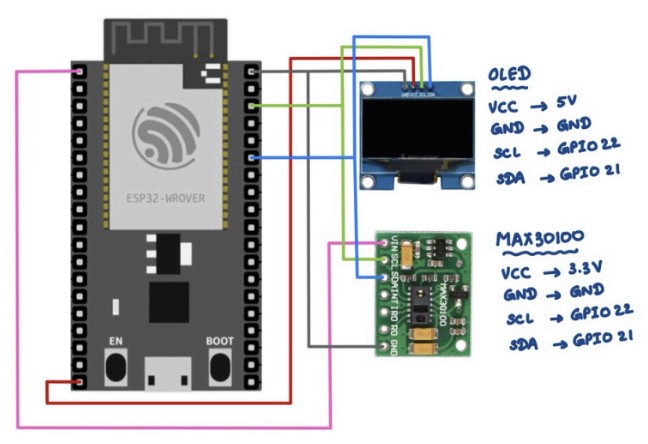 ESP32-WROVER
EN
BOOT
GND VCC SCL SDA
OLED
VCC → 5V
GND → GND
SCL → GPIO 22
SDA → GPIO 21
VIN
SCL
SDA
INT
IRD
RD
GND
MAX30100
MAX30100
VCC → 3.3V
GND → GND
SCL → GPIO 22
SDA → GPIO 21